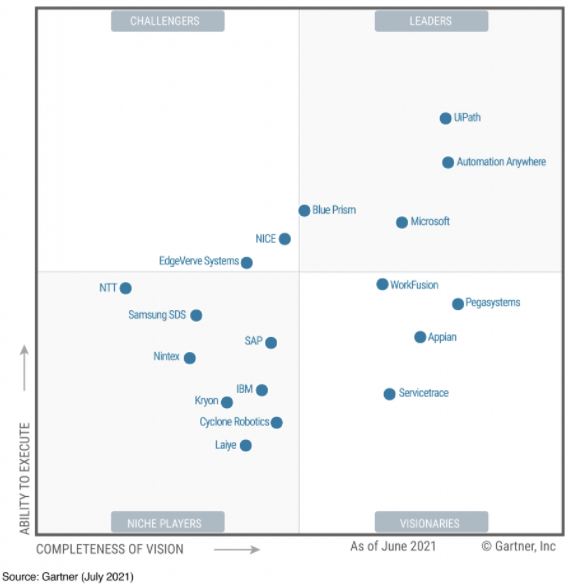 CHALLENGERS
LEADERS
UiPath
Automation Anywhere
Blue Prism
Microsoft
NICE
EdgeVerve Systems
NTT
WorkFusion
Pegasystems
Samsung SDS
Appian
SAP
Nintex
IBM
Servicetrace
Kryon
Cyclone Robotics
Laiye
ABILITY TO EXECUTE
NICHE PLAYERS
VISIONARIES
COMPLETENESS OF VISION
As of June 2021
© Gartner, Inc
Source: Gartner (July 2021)